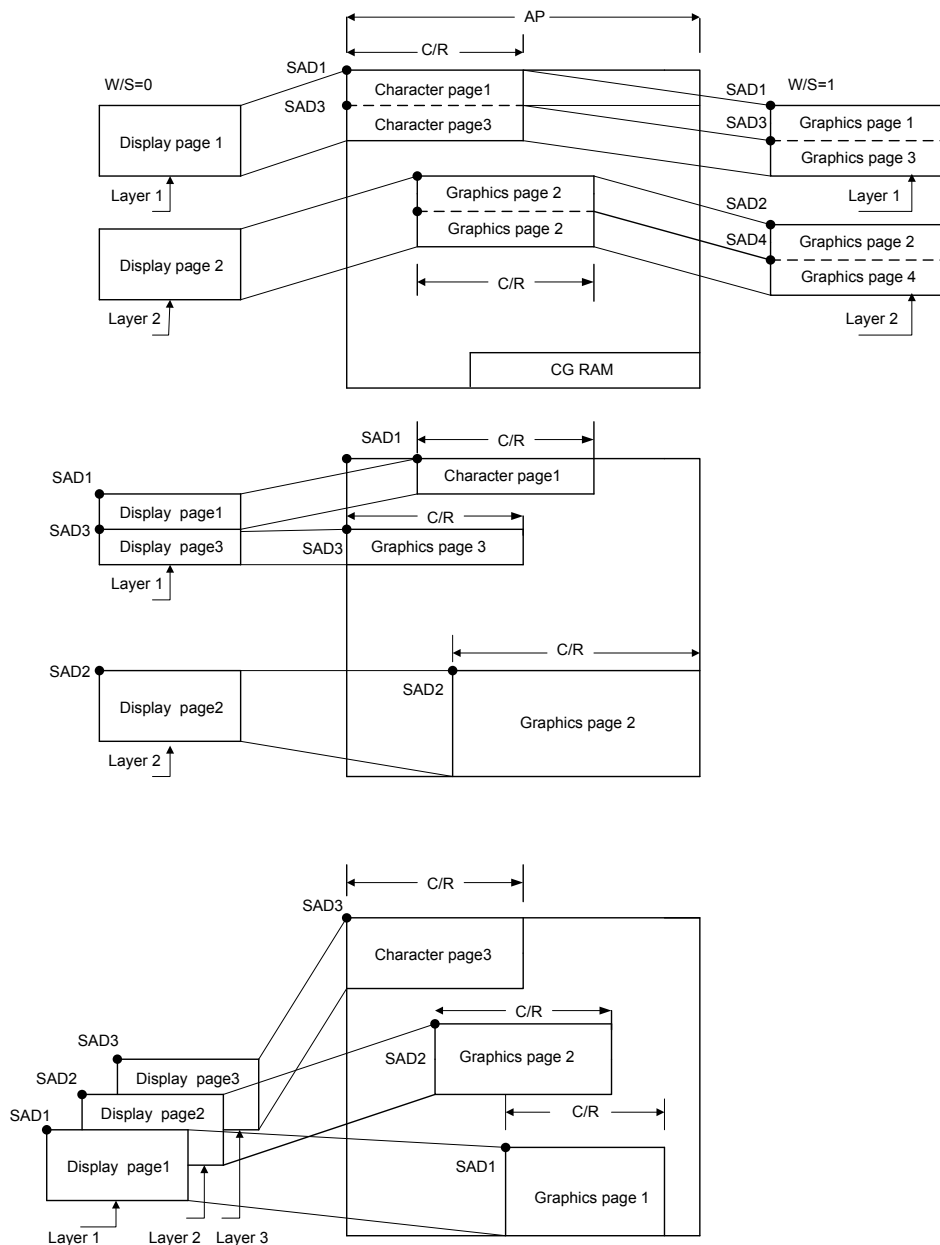 AP
C/R
SAD1
W/S=0
Character page1
SAD1
W/S=1
SAD3
Character page3
Display page 1
Graphics page 1
SAD3
Graphics page 3
Layer 1
Layer 1
Graphics page 2
SAD2
Graphics page 2
Display page 2
SAD4
Graphics page 2
Graphics page 4
C/R
Layer 2
Layer 2
CG RAM
SAD1
C/R
SAD1
Character page1
Display page1
C/R
SAD3
Display page3
SAD3
Graphics page 3
Layer 1
C/R
SAD2
SAD2
Display page2
Graphics page 2
Layer 2
C/R
SAD3
Character page3
C/R
SAD3
SAD2
Graphics page 2
Display page3
SAD2
Display page2
C/R
SAD1
Display page1
SAD1
Graphics page 1
Layer 1
Layer 2
Layer 3